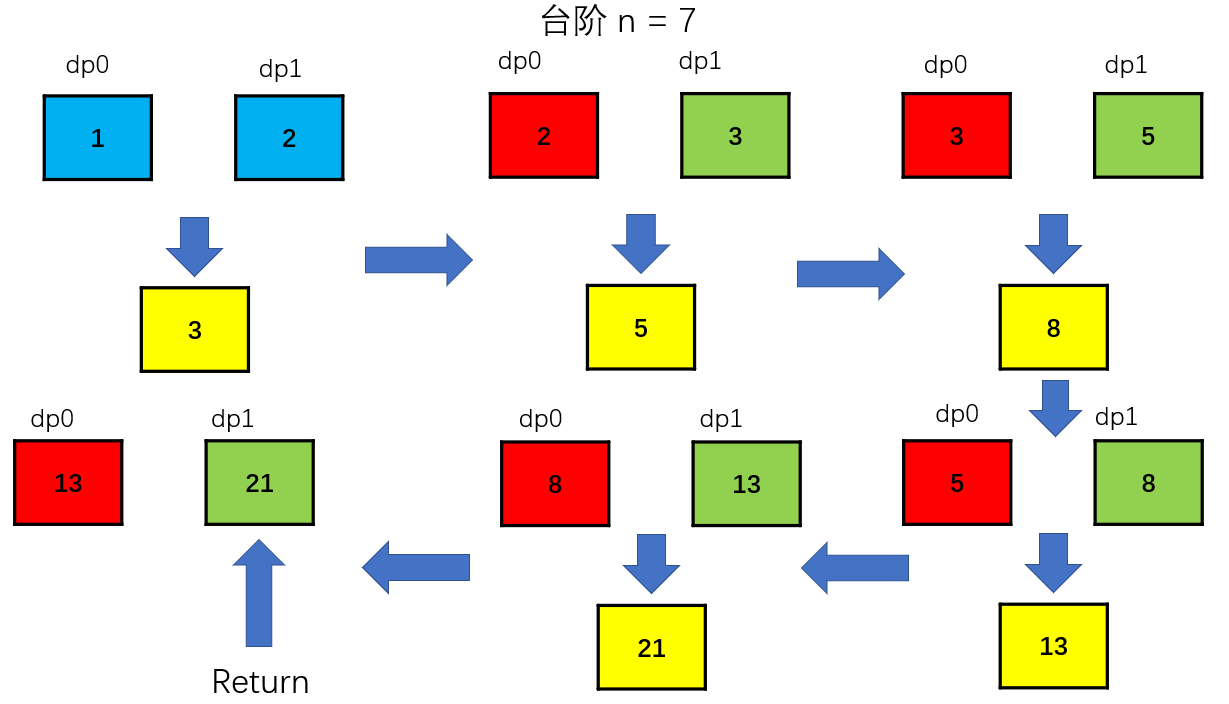 台阶 n = 7
dp0 dp1 dp0 dp1 dp0 dp1
1 2 2 3 3 5
3 5 8
dp0 dp1 dp0 dp1 dp0 dp1
13 21 8 13 5 8
21 13
Return